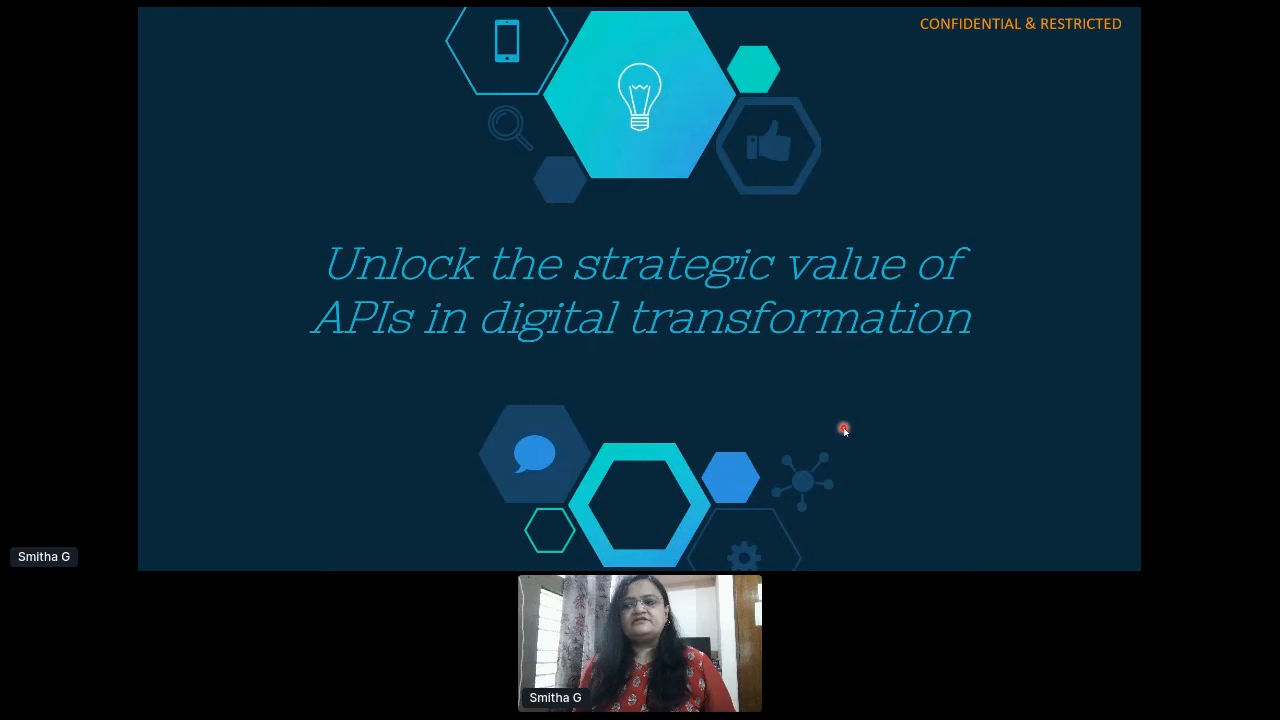 CONFIDENTIAL & RESTRICTED
Unlock the strategic value of
APIs in digital transformation
Smitha G
Smitha G